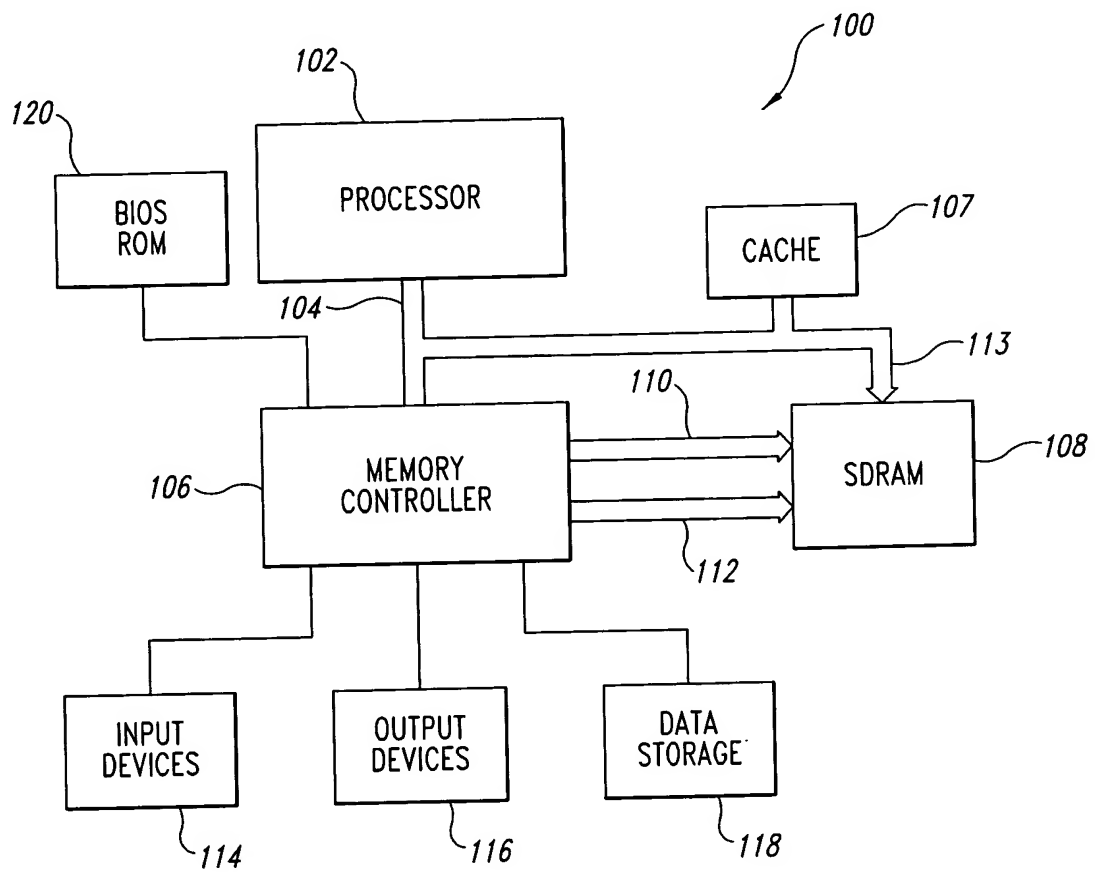 100
102
120
PROCESSOR
BIOS
ROM
107
CACHE
104
113
110
108
106
MEMORY
CONTROLLER
SDRAM
112
INPUT
DEVICES
OUTPUT
DEVICES
DATA
STORAGE
114
116
118